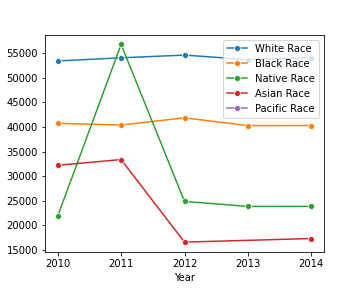 White Race
Black Race
Native Race
Asian Race
Pacific Race
55000
50000
45000
40000
35000
30000
25000
20000
15000
2010 2011 2012 2013 2014
Year